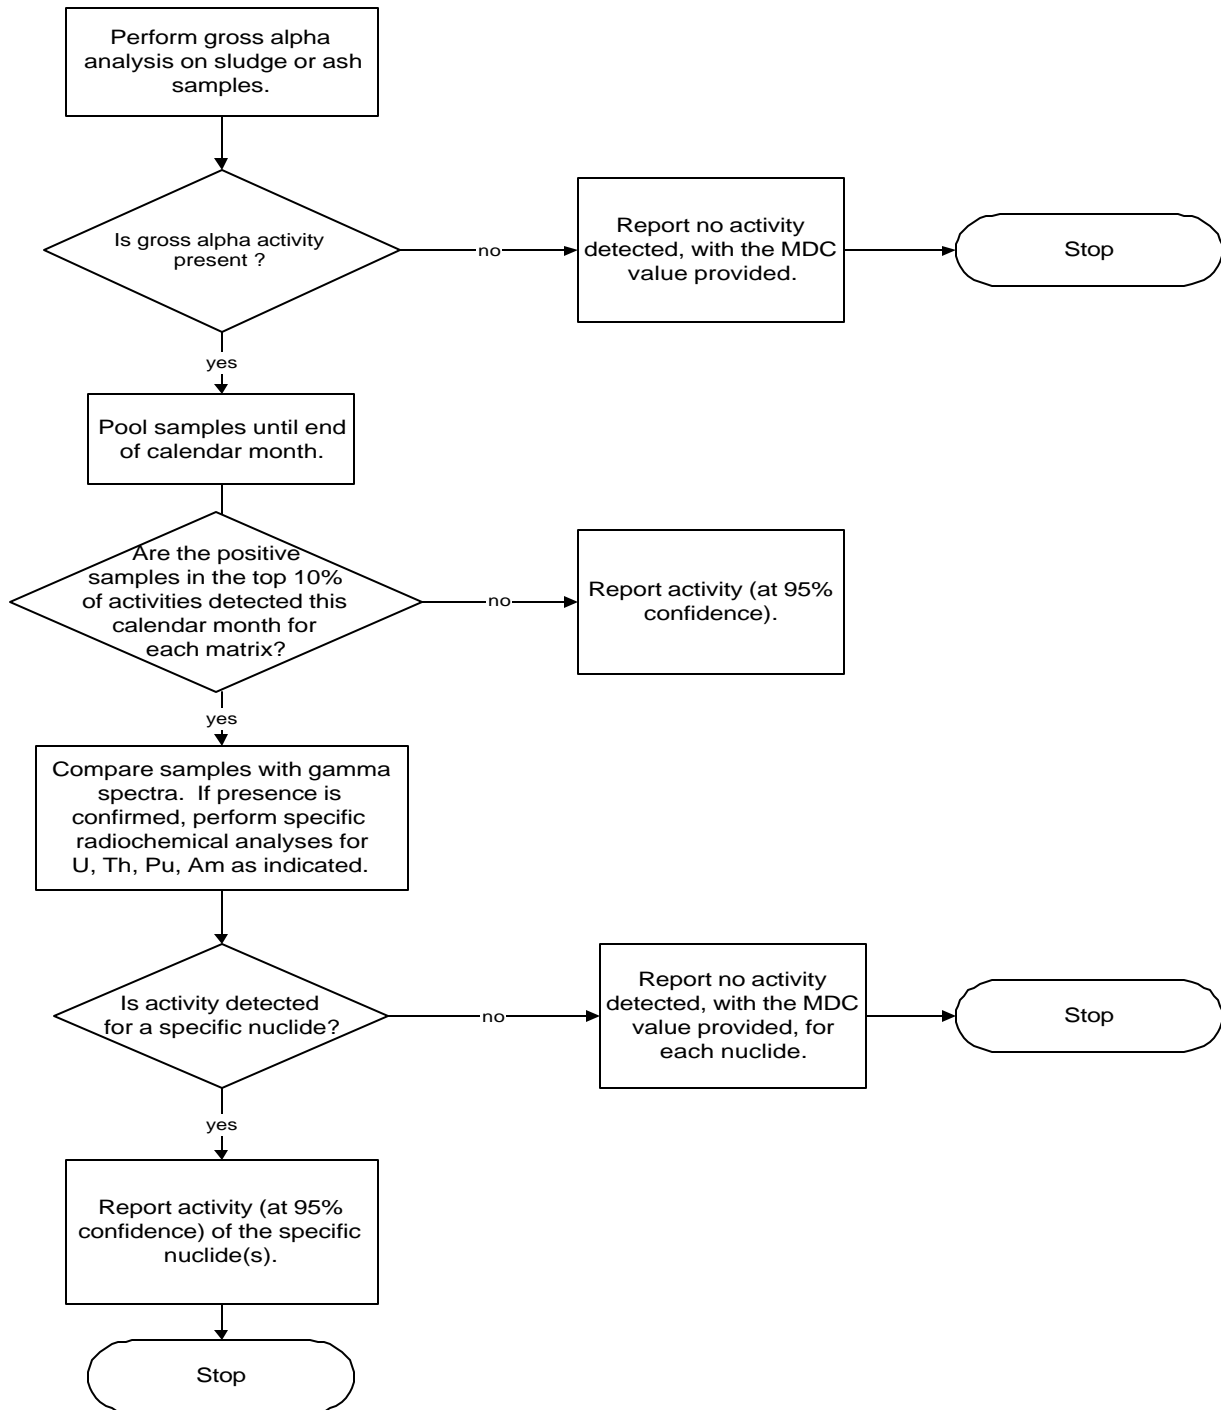 Perform gross alpha
analysis on sludge or ash
samples.
Is gross alpha activity
present ?
no
Report no activity
detected, with the MDC
value provided.
Stop
yes
Pool samples until end
of calendar month.
Are the positive
samples in the top 10%
of activities detected this
calendar month for
each matrix?
no
Report activity (at 95%
confidence).
yes
Compare samples with gamma
spectra. If presence is
confirmed, perform specific
radiochemical analyses for
U, Th, Pu, Am as indicated.
Is activity detected
for a specific nuclide?
no
Report no activity
detected, with the MDC
value provided, for
each nuclide.
Stop
yes
Report activity (at 95%
confidence) of the specific
nuclide(s).
Stop